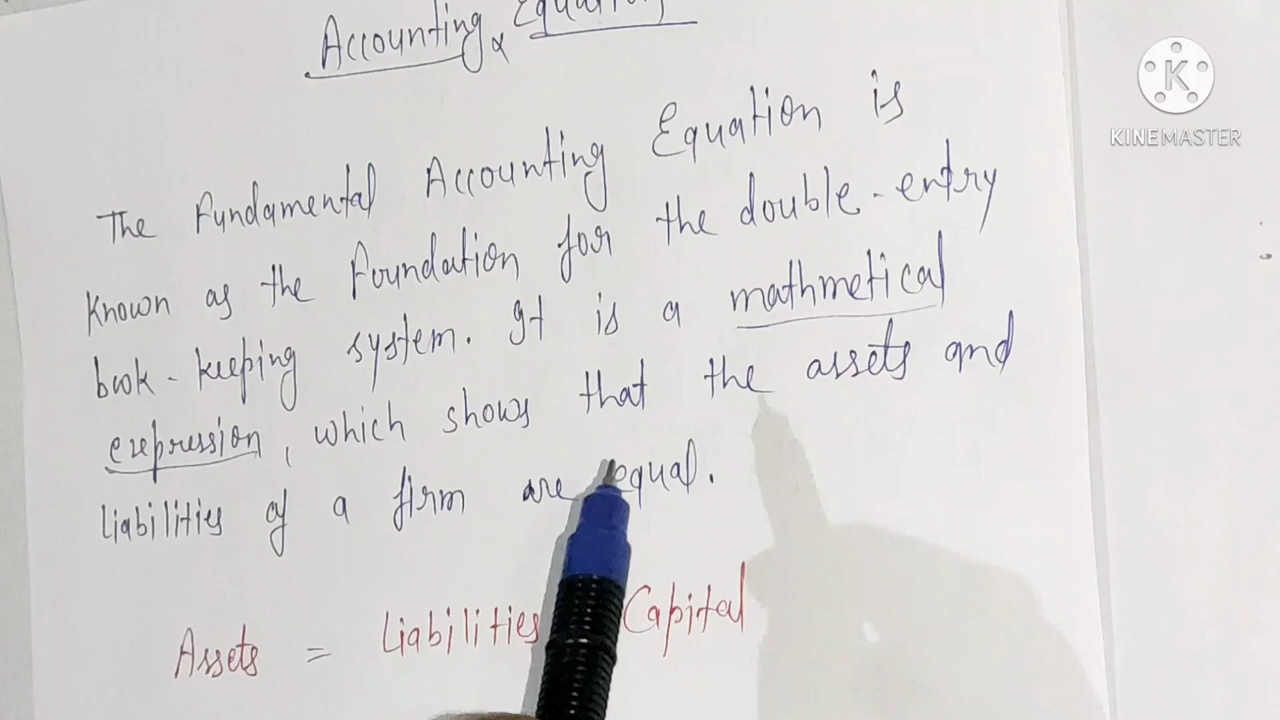 Accounting Equation
The Fundamental Accounting Equation is
known as the Foundation for the double-entry
book-keeping system. It is a mathmetical
expression, which shows that the assets and
liabilities of a firm are equal.
Assets = Liabilities Capital
KINEMASTER